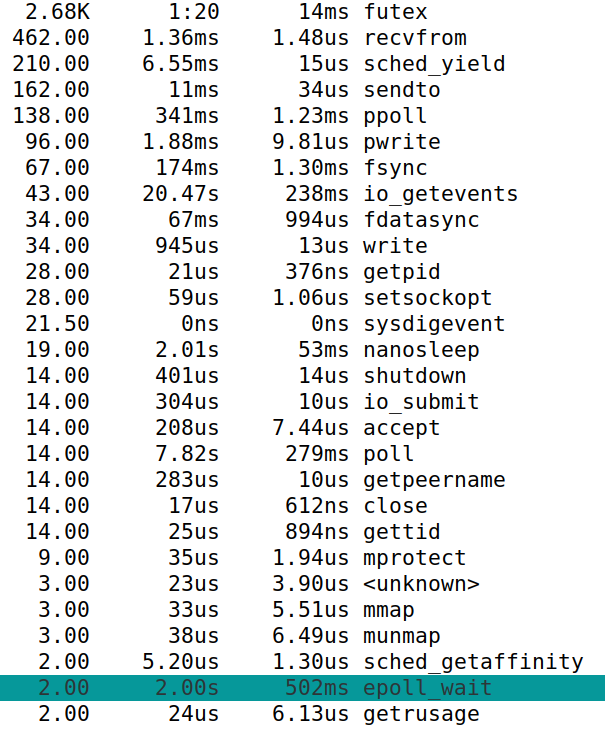 2.68K 1:20 14ms futex
462.00 1.36ms 1.48us recvfrom
210.00 6.55ms 15us sched_yield
162.00 11ms 34us sendto
138.00 341ms 1.23ms ppoll
96.00 1.88ms 9.81us pwrite
67.00 174ms 1.30ms fsync
43.00 20.47s 238ms io_getevents
34.00 67ms 994us fdatasync
34.00 945us 13us write
28.00 21us 376ns getpid
28.00 59us 1.06us setsockopt
21.50 0ns 0ns sysdigevent
19.00 2.01s 53ms nanosleep
14.00 401us 14us shutdown
14.00 304us 10us io_submit
14.00 208us 7.44us accept
14.00 7.82s 279ms poll
14.00 283us 10us getpeername
14.00 17us 612ns close
14.00 25us 894ns gettid
9.00 35us 1.94us mprotect
3.00 23us 3.90us <unknown>
3.00 33us 5.51us mmap
3.00 38us 6.49us munmap
2.00 5.20us 1.30us sched_getaffinity
2.00 2.00s 502ms epoll_wait
2.00 24us 6.13us getrusage